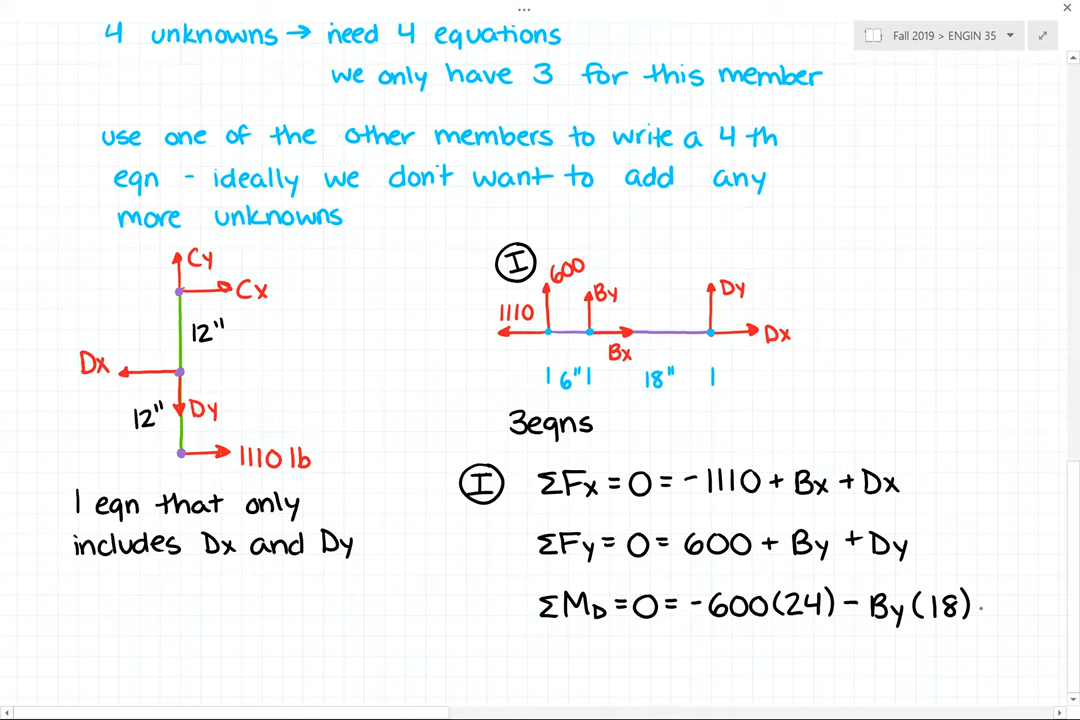 Fall 2019 > ENGIN 35
4 unknowns → need 4 equations
we only have 3 for this member
use one of the other members to write a 4th
eqn - ideally we don't want to add any
more unknowns
Cy
Cx
12"
Dx
12"
Dy
1110 lb
1 eqn that only
includes Dx and Dy
I
600
1110
By
Dy
Bx
Dx
6"
18"
3eqns
I ΣFx = 0 = -1110 + Bx + Dx
ΣFy = 0 = 600 + By + Dy
ΣMD = 0 = -600(24) - By(18)